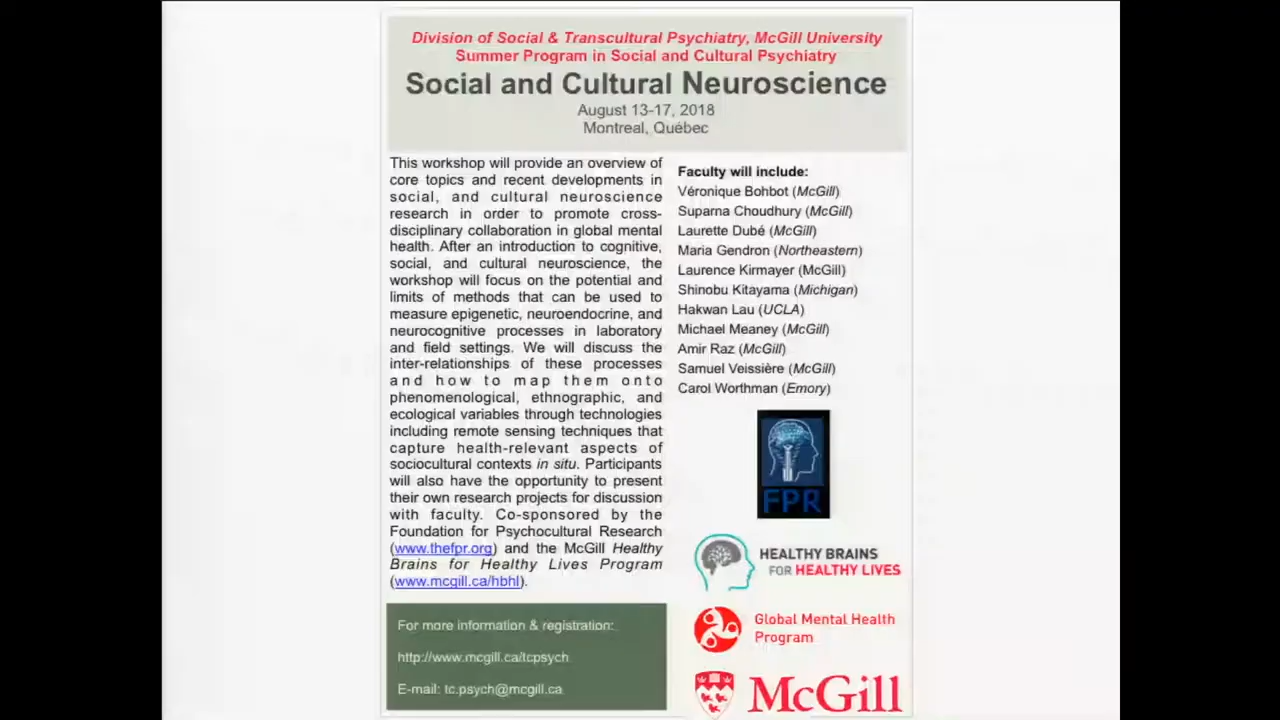 Division of Social & Transcultural Psychiatry, McGill University
Summer Program in Social and Cultural Psychiatry
Social and Cultural Neuroscience
August 13-17, 2018
Montreal, Québec
This workshop will provide an overview of
core topics and recent developments in
social, and cultural neuroscience
research in order to promote cross-
disciplinary collaboration in global mental
health. After an introduction to cognitive,
social, and cultural neuroscience, the
workshop will focus on the potential and
limits of methods that can be used to
measure epigenetic, neuroendocrine, and
neurocognitive processes in laboratory
and field settings. We will discuss the
inter-relationships of these processes
and how to map them onto
phenomenological, ethnographic, and
ecological variables through technologies
including remote sensing techniques that
capture health-relevant aspects of
sociocultural contexts in situ. Participants
will also have the opportunity to present
their own research projects for discussion
with faculty. Co-sponsored by the
Foundation for Psychocultural Research
(www.thefpr.org) and the McGill Healthy
Brains for Healthy Lives Program
(www.mcgill.ca/hbhl).
For more information & registration:
http://www.mcgill.ca/tcpsych
E-mail: tc.psych@mcgill.ca
Faculty will include:
Véronique Bohbot (McGill)
Suparna Choudhury (McGill)
Laurette Dubé (McGill)
Maria Gendron (Northeastern)
Laurence Kirmayer (McGill)
Shinobu Kitayama (Michigan)
Hakwan Lau (UCLA)
Michael Meaney (McGill)
Amir Raz (McGill)
Samuel Veissière (McGill)
Carol Worthman (Emory)
FPR
HEALTHY BRAINS
FOR HEALTHY LIVES
Global Mental Health
Program
McGill